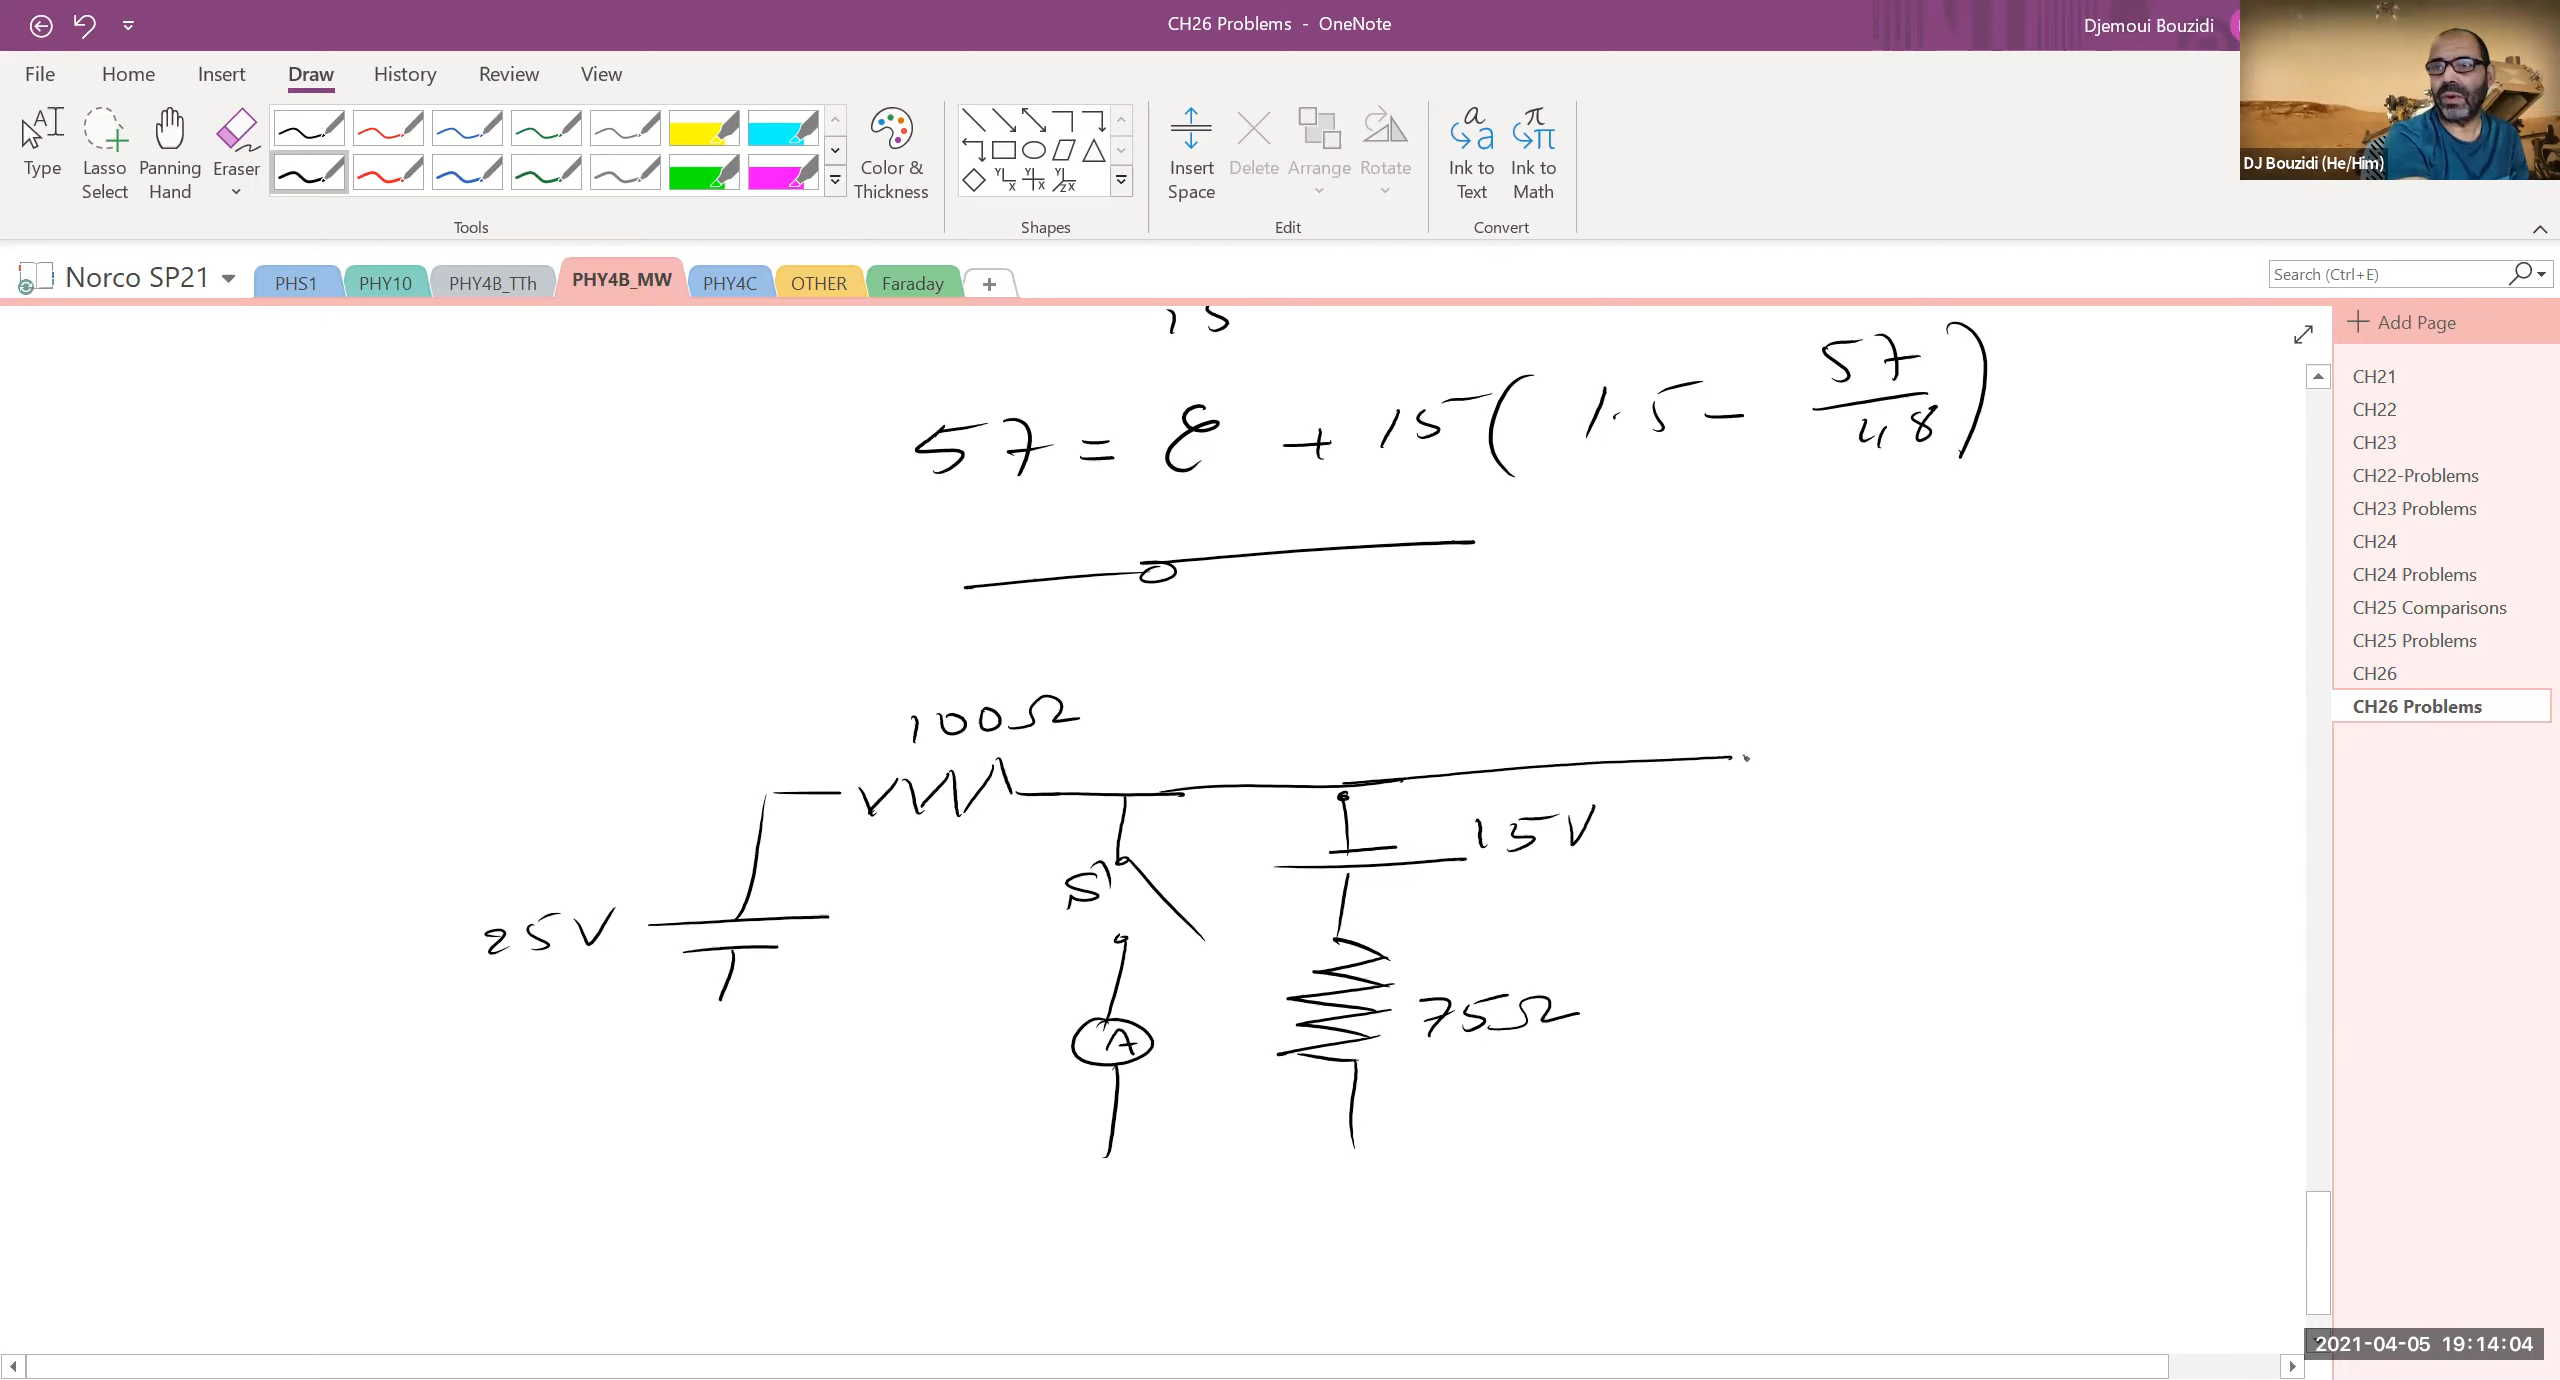 CH26 Problems - OneNote
Djemoui Bouzidi
File Home Insert Draw History Review View
Type
Lasso Select
Panning Hand
Eraser
Color & Thickness
Insert Space
Delete
Arrange
Rotate
Ink to Text
Ink to Math
DJ Bouzidi (He/Him)
Tools Shapes Edit Convert
Norco SP21
PHS1 PHY10 PHY4B_TTh PHY4B_MW PHY4C OTHER Faraday
Search (Ctrl+E)
Add Page
CH21
CH22
CH23
CH22-Problems
CH23 Problems
CH24
CH24 Problems
CH25 Comparisons
CH25 Problems
CH26
CH26 Problems
15
57 = ℰ + 15 ( 1.5 - 57/48 )
100Ω
15V
S
25V
75Ω
A
2021-04-05 19:14:04